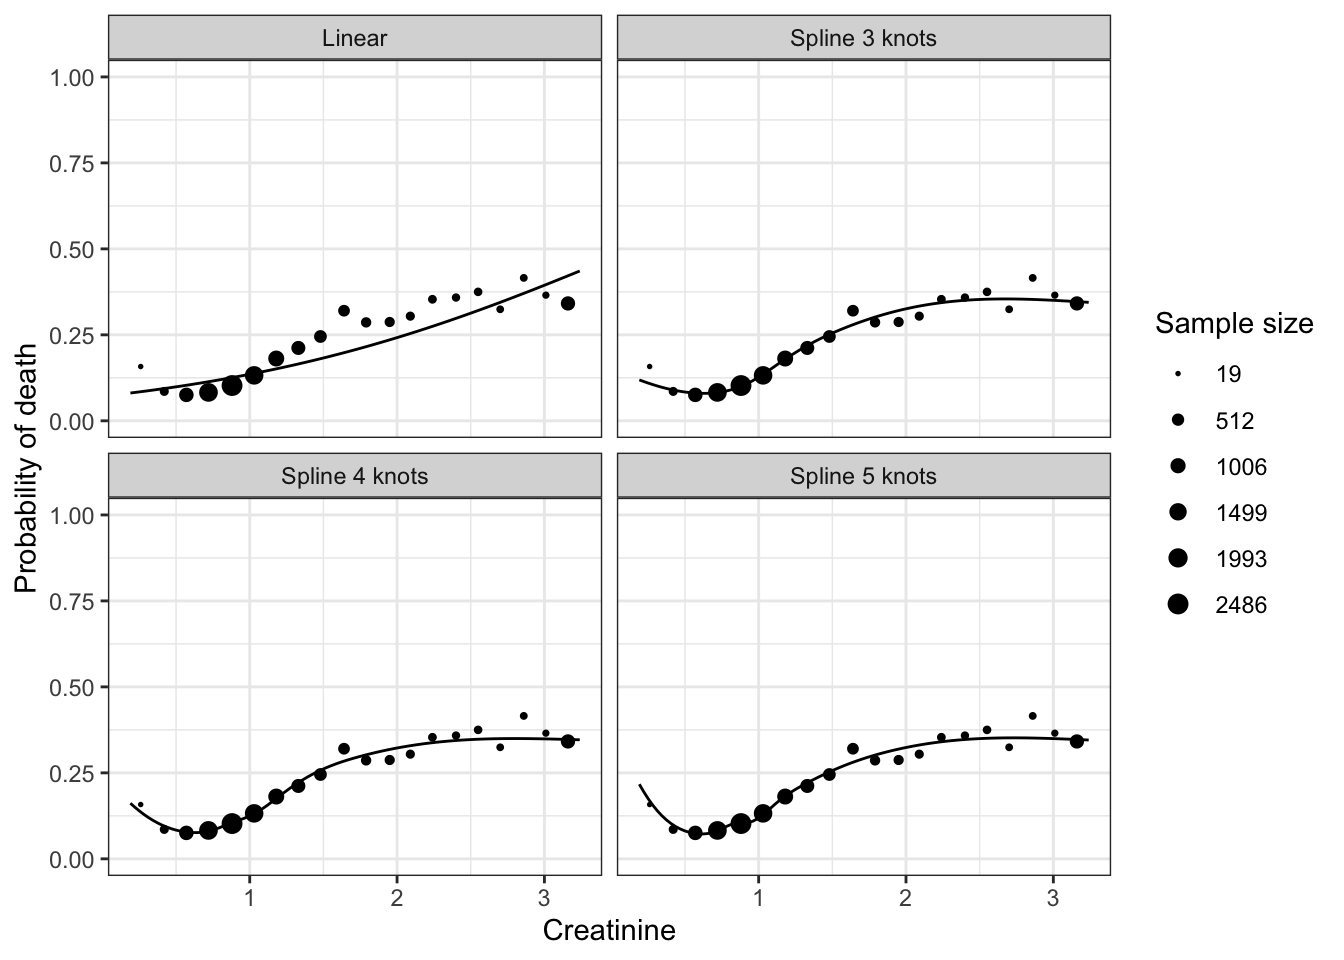 Linear
Spline 3 knots
1.00
0.75
0.50
0.25
0.00
Spline 4 knots
Spline 5 knots
1.00
0.75
0.50
0.25
0.00
1 2 3
1 2 3
Creatinine
Probability of death
Sample size
19
512
1006
1499
1993
2486